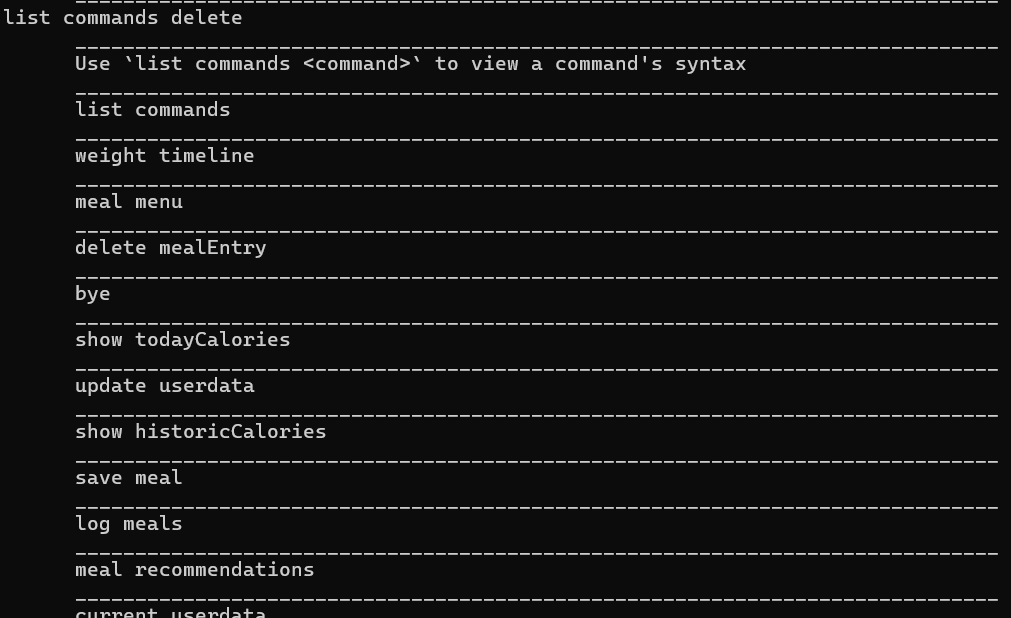 list commands delete
Use `list commands <command>` to view a command's syntax
list commands
weight timeline
meal menu
delete mealEntry
bye
show todayCalories
update userdata
show historicCalories
save meal
log meals
meal recommendations
current userdata